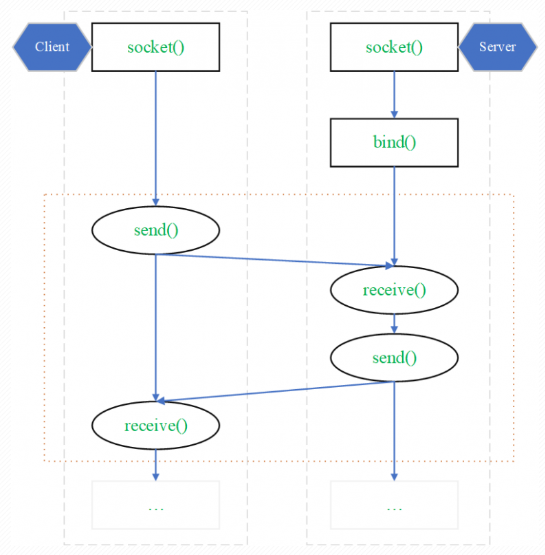 Client
socket()
socket()
Server
bind()
send()
receive()
send()
receive()
...
...